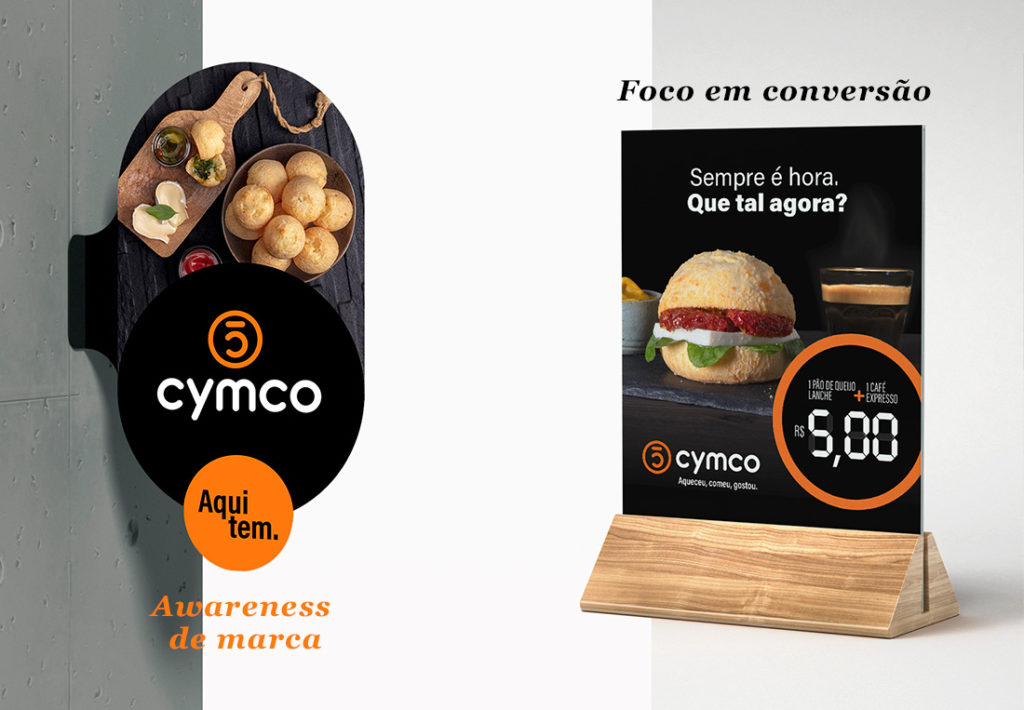 cymco
Aqui
tem.
Awareness
de marca
Foco em conversão
Sempre é hora.
Que tal agora?
1 PÃO DE QUEIJO
LANCHE
+
1 CAFÉ
EXPRESSO
R$ 5,00
cymco
Aqueceu, comeu, gostou.